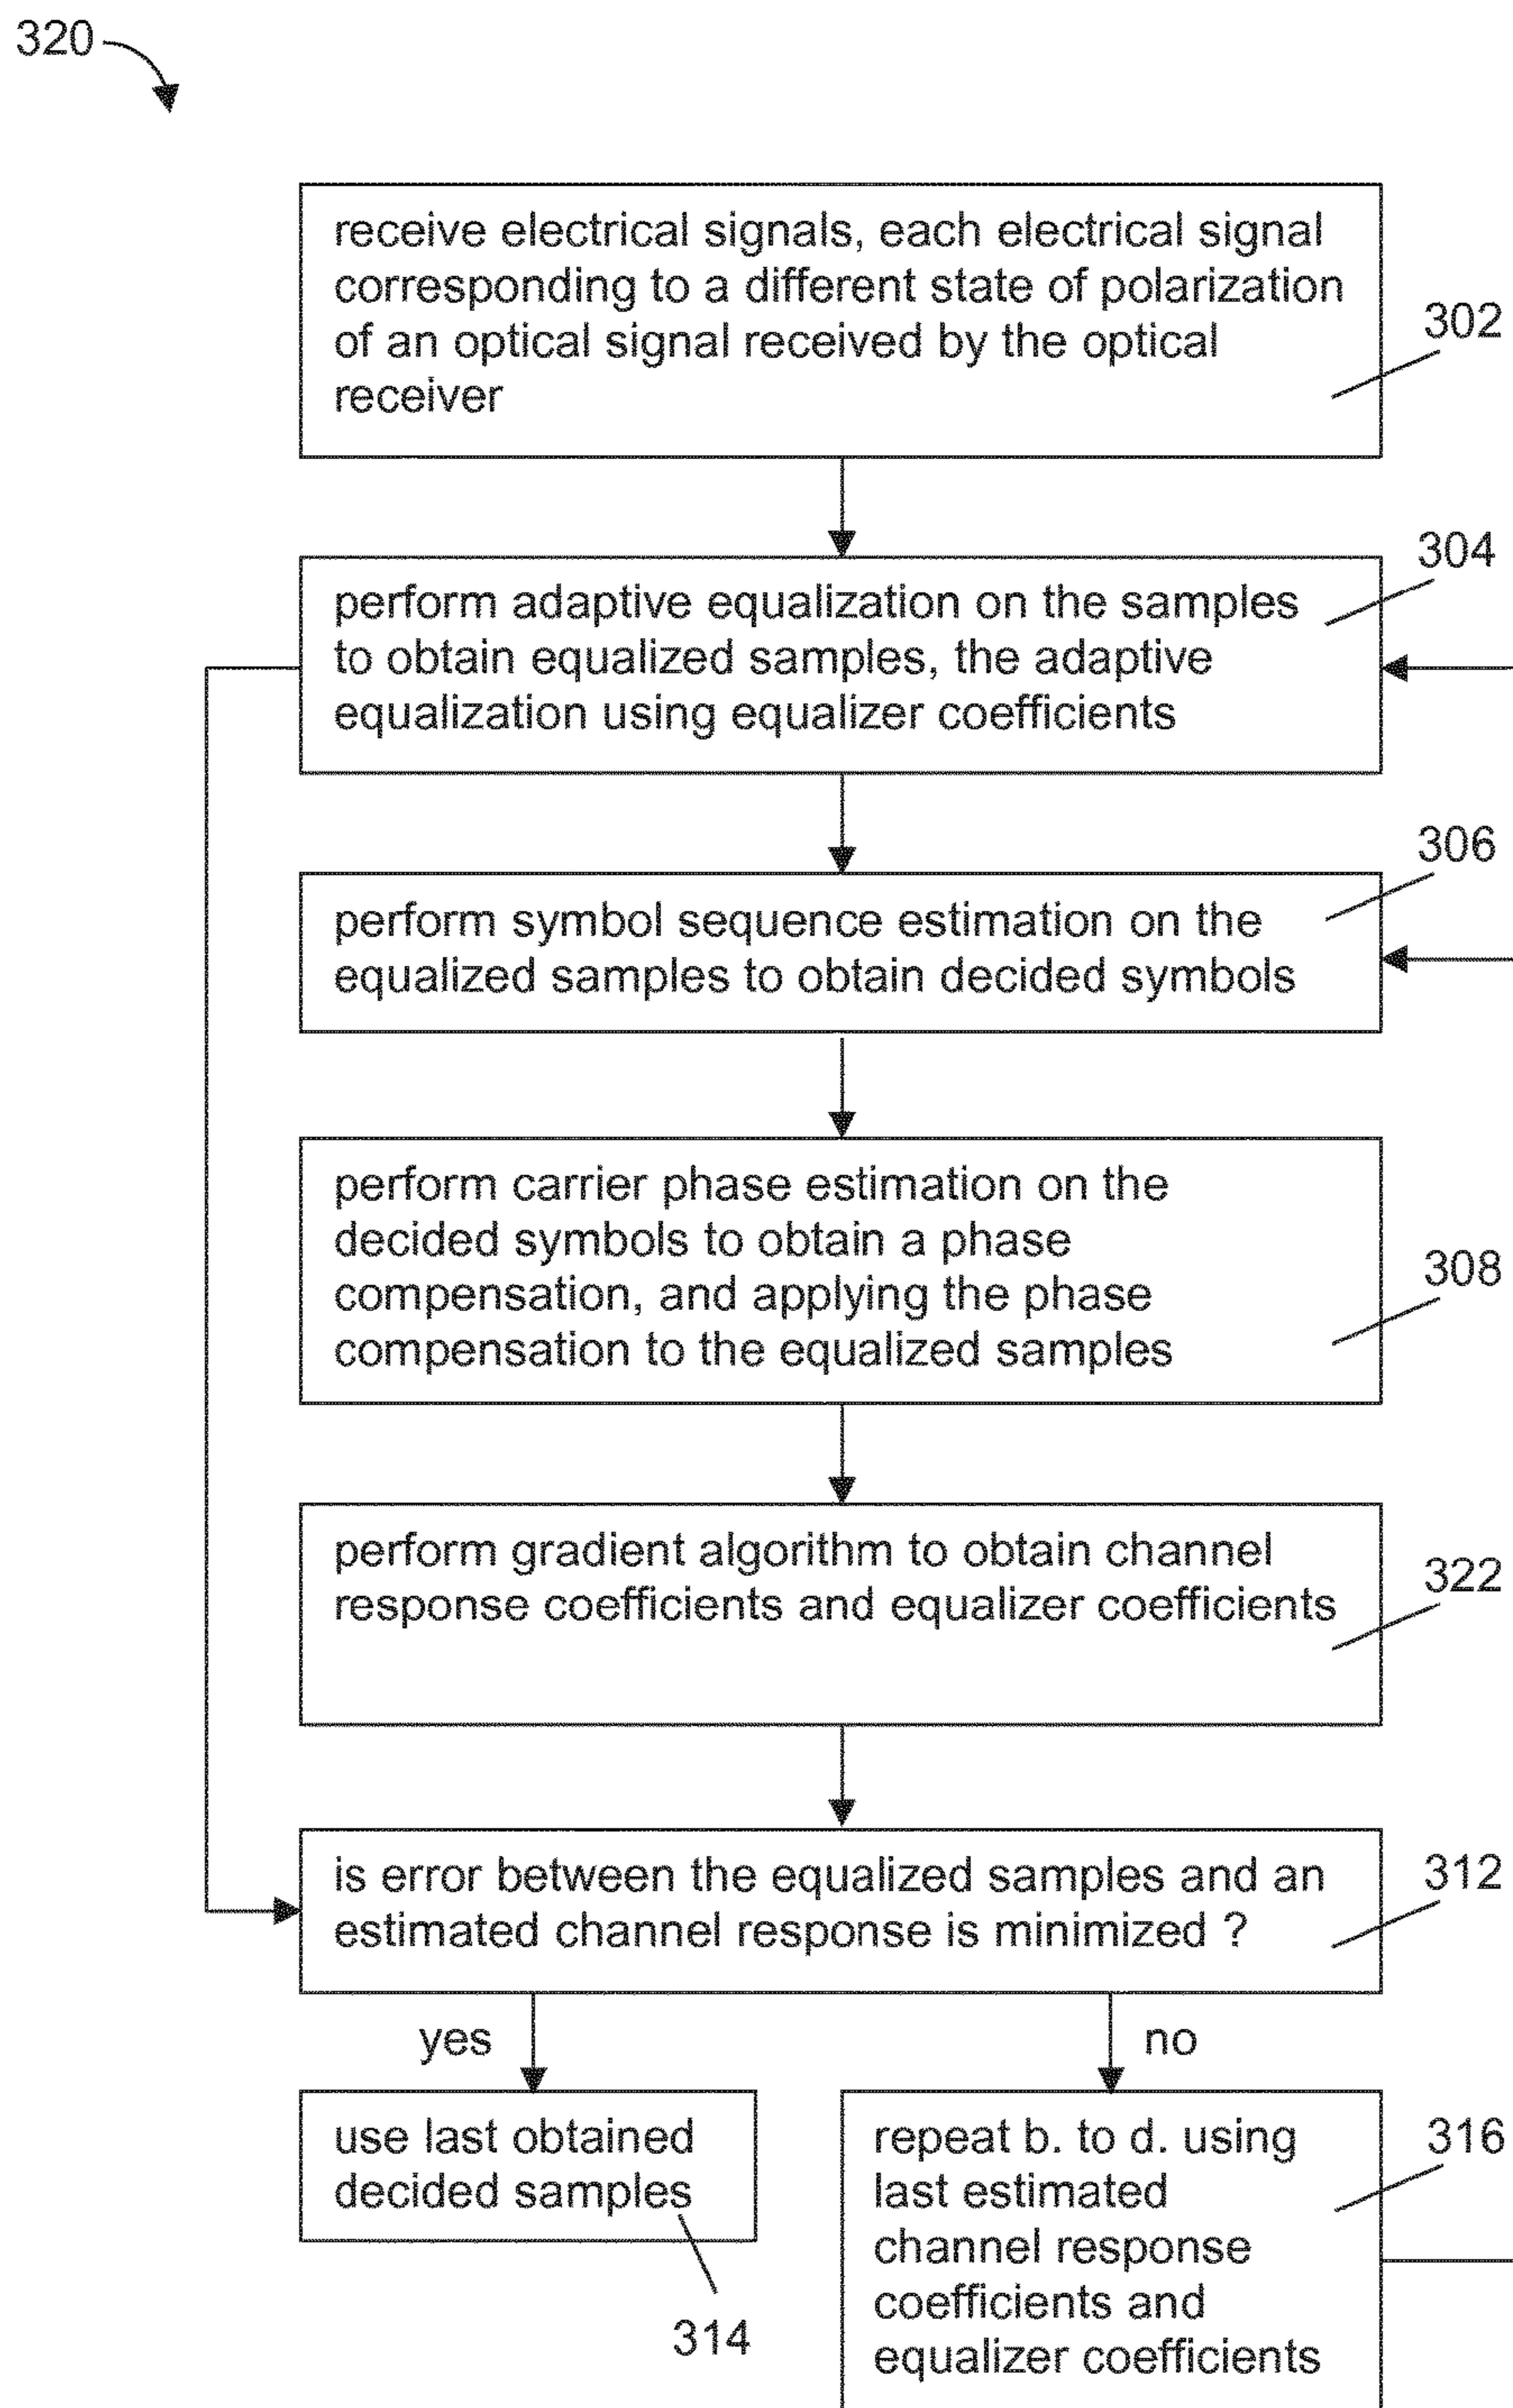 320
receive electrical signals, each electrical signal
corresponding to a different state of polarization
of an optical signal received by the optical
receiver
302
304
perform adaptive equalization on the samples
to obtain equalized samples, the adaptive
equalization using equalizer coefficients
306
perform symbol sequence estimation on the
equalized samples to obtain decided symbols
perform carrier phase estimation on the
decided symbols to obtain a phase
compensation, and applying the phase
compensation to the equalized samples
308
perform gradient algorithm to obtain channel
response coefficients and equalizer coefficients
322
is error between the equalized samples and an
estimated channel response is minimized ?
312
yes
no
use last obtained
decided samples
314
repeat b. to d. using
last estimated
channel response
coefficients and
equalizer coefficients
316